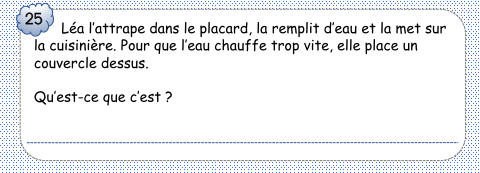 25
Léa l’attrape dans le placard, la remplit d’eau et la met sur
la cuisinière. Pour que l’eau chauffe trop vite, elle place un
couvercle dessus.
Qu’est-ce que c’est ?